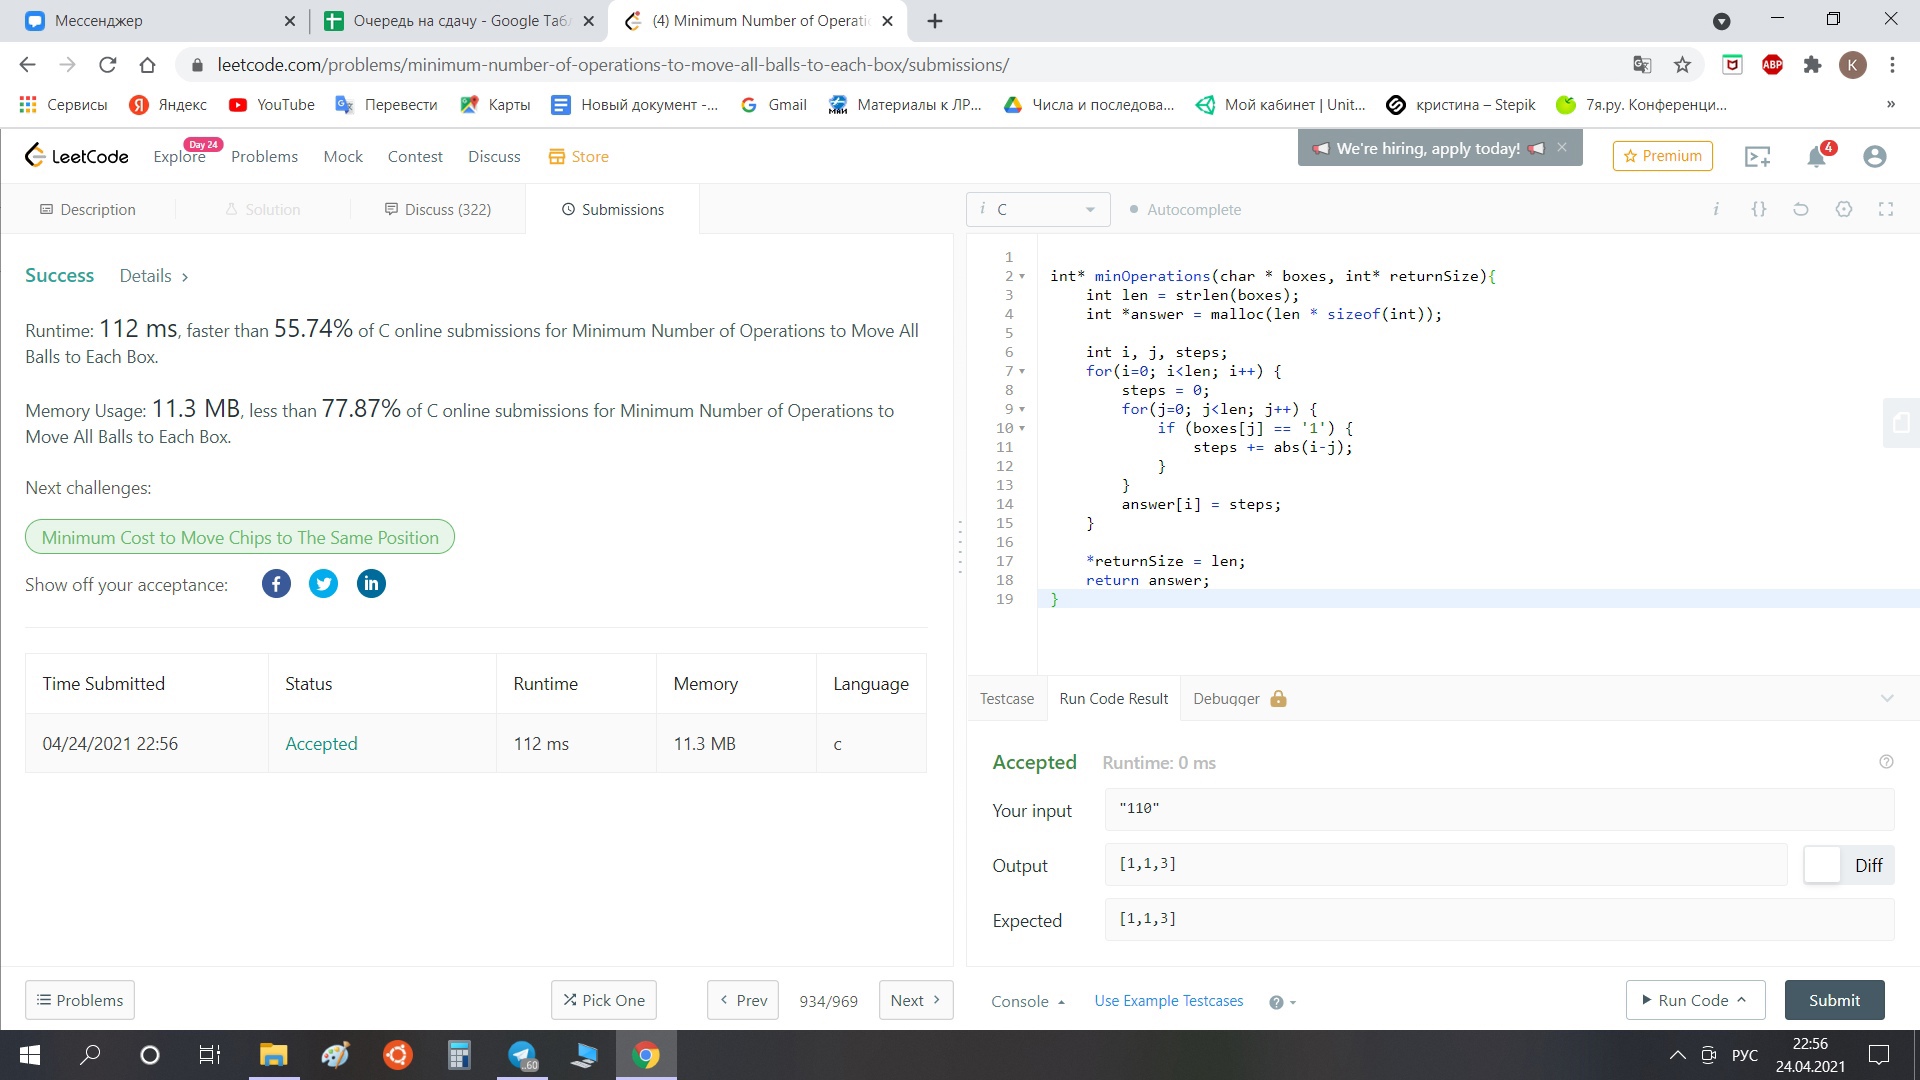 Мессенджер
Очередь на сдачу - Google Таб
(4) Minimum Number of Operati
leetcode.com/problems/minimum-number-of-operations-to-move-all-balls-to-each-box/submissions/
ABP
K
Сервисы
Яндекс
YouTube
Перевести
Карты
Новый документ -...
Gmail
Материалы к ЛР...
Числа и последова...
Мой кабинет | Unit...
кристина – Stepik
7я.ру. Конференци...
»
LeetCode
Explore
Day 24
Problems
Mock
Contest
Discuss
Store
We're hiring, apply today!
Premium
4
Description
Solution
Discuss (322)
Submissions
i C
Autocomplete
i {}
Success
Details >
Runtime: 112 ms, faster than 55.74% of C online submissions for Minimum Number of Operations to Move All
Balls to Each Box.
Memory Usage: 11.3 MB, less than 77.87% of C online submissions for Minimum Number of Operations to
Move All Balls to Each Box.
Next challenges:
Minimum Cost to Move Chips to The Same Position
Show off your acceptance:
Time Submitted Status Runtime Memory Language
04/24/2021 22:56 Accepted 112 ms 11.3 MB c
1
2 int* minOperations(char * boxes, int* returnSize){
3 int len = strlen(boxes);
4 int *answer = malloc(len * sizeof(int));
5
6 int i, j, steps;
7 for(i=0; i<len; i++) {
8 steps = 0;
9 for(j=0; j<len; j++) {
10 if (boxes[j] == '1') {
11 steps += abs(i-j);
12 }
13 }
14 answer[i] = steps;
15 }
16
17 *returnSize = len;
18 return answer;
19 }
Testcase
Run Code Result
Debugger
Accepted
Runtime: 0 ms
Your input
"110"
Output
[1,1,3]
Diff
Expected
[1,1,3]
Problems
Pick One
Prev
934/969
Next
Console
Use Example Testcases
Run Code
Submit
60
РУС
22:56
24.04.2021